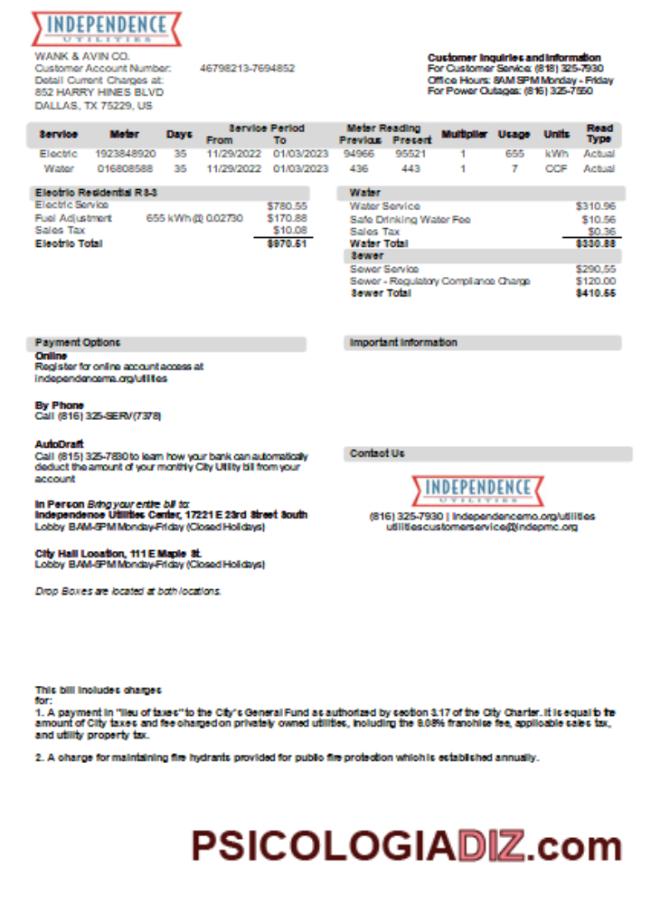 INDEPENDENCE
UTILITIES
WANK & AVIN CO.
Customer Account Number: 46798213-7694852
Detail Current Charges at:
852 HARRY HINES BLVD
DALLAS, TX 75229, US
Customer Inquiries and Information
For Customer Service: (818) 325-7930
Office Hours: 8AM-5PM Monday - Friday
For Power Outages: (816) 325-7550
Service Meter Days Service Period From To Meter Reading Previous Present Multiplier Usage Units Read Type
Electric 1923848920 35 11/29/2022 01/03/2023 94966 95521 1 655 kWh Actual
Water 016808588 35 11/29/2022 01/03/2023 436 443 1 7 CCF Actual
Electric Residential RS-3
Electric Service $780.55
Fuel Adjustment 655 kWh @ 0.02730 $170.88
Sales Tax $10.08
Electric Total $970.51
Water
Water Service $310.96
Safe Drinking Water Fee $10.56
Sales Tax $0.36
Water Total $330.88
Sewer
Sewer Service $290.55
Sewer - Regulatory Compliance Charge $120.00
Sewer Total $410.55
Payment Options
Online
Register for online account access at
independencema.org/utilities
By Phone
Call (816) 325-SERV(7378)
AutoDraft
Call (815) 325-7830 to learn how your bank can automatically
deduct the amount of your monthly City Utility bill from your
account
In Person Bring your entire bill to:
Independence Utilities Center, 17221 E 23rd Street South
Lobby 8AM-5PM Monday-Friday (Closed Holidays)
City Hall Location, 111 E Maple St.
Lobby 8AM-5PM Monday-Friday (Closed Holidays)
Drop Boxes are located at both locations.
Important Information
Contact Us
INDEPENDENCE
UTILITIES
(816) 325-7930 | Independencemo.org/utilities
utilitiescustomerservice@indepmc.org
This bill includes charges
for:
1. A payment in "lieu of taxes" to the City's General Fund as authorized by section 3.17 of the City Charter. It is equal to the
amount of City taxes and fee charged on privately owned utilities, including the 9.08% franchise fee, applicable sales tax,
and utility property tax.
2. A charge for maintaining fire hydrants provided for public fire protection which is established annually.
PSICOLOGIADIZ.com